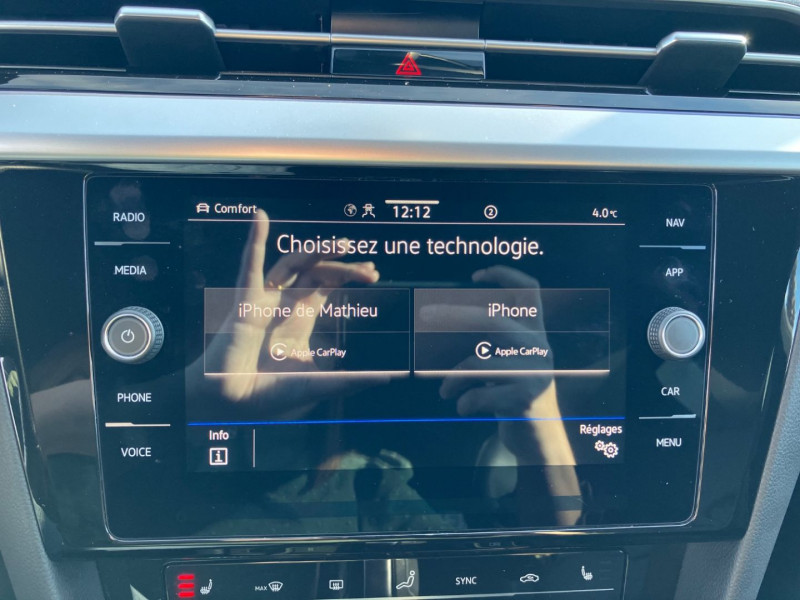 RADIO
MEDIA
PHONE
VOICE
Comfort
12:12
2
4.0°C
Choisissez une technologie.
iPhone de Mathieu
Apple CarPlay
iPhone
Apple CarPlay
Info
i
Réglages
NAV
APP
CAR
MENU
MAX
SYNC